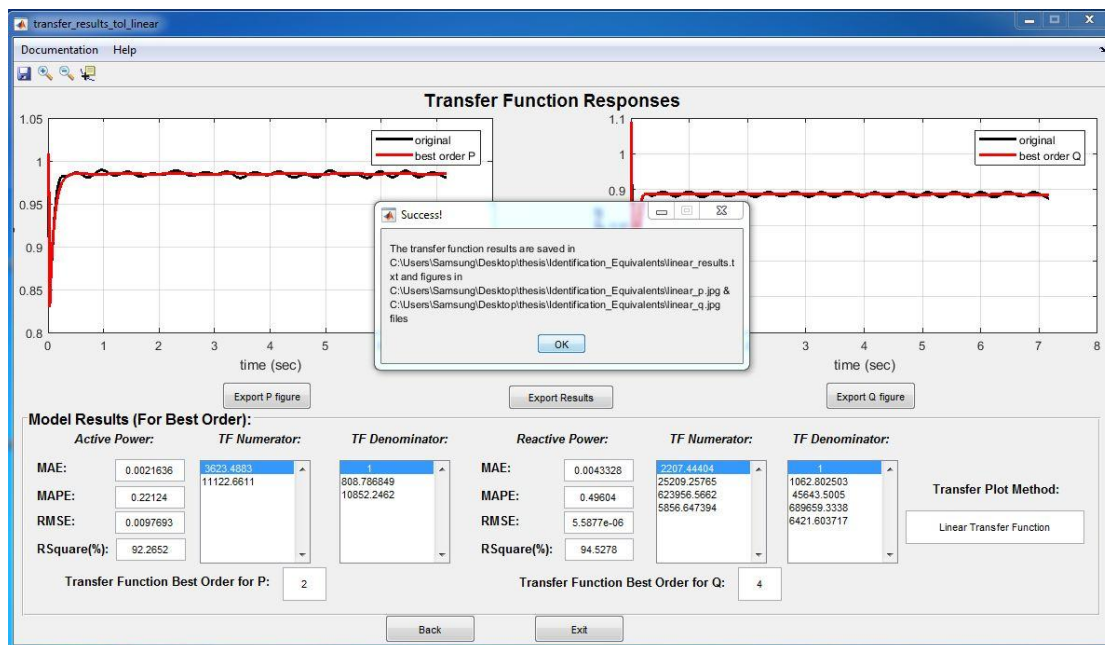 transfer_results_tol_linear
Documentation Help
Transfer Function Responses
1.05
1
0.95
0.9
0.85
0.8
original
best order P
0 1 2 3 4 5
time (sec)
1.1
1
0.9
original
best order Q
3 4 5 6 7 8
time (sec)
Success!
The transfer function results are saved in
C:\Users\Samsung\Desktop\thesis\Identification_Equivalents\linear_results.t
xt and figures in
C:\Users\Samsung\Desktop\thesis\Identification_Equivalents\linear_p.jpg &
C:\Users\Samsung\Desktop\thesis\Identification_Equivalents\linear_q.jpg
files
OK
Export P figure
Export Results
Export Q figure
Model Results (For Best Order):
Active Power: TF Numerator: TF Denominator: Reactive Power: TF Numerator: TF Denominator:
MAE: 0.0021636
MAPE: 0.22124
RMSE: 0.0097693
RSquare(%): 92.2652
3623.4883
11122.6611
1
808.786849
10852.2462
Transfer Function Best Order for P: 2
MAE: 0.0043328
MAPE: 0.49604
RMSE: 5.5877e-06
RSquare(%): 94.5278
2207.44404
25209.25765
623956.5662
5856.647394
1
1062.802503
45643.5005
689659.3338
6421.603717
Transfer Function Best Order for Q: 4
Transfer Plot Method:
Linear Transfer Function
Back
Exit